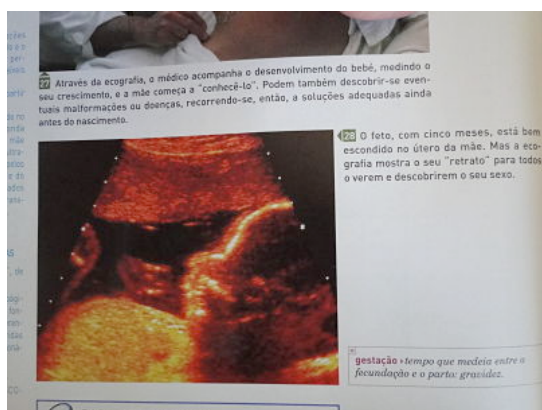 27 Através da ecografia, o médico acompanha o desenvolvimento do bebé, medindo o
seu crescimento, e a mãe começa a "conhecê-lo". Podem também descobrir-se even-
tuais malformações ou doenças, recorrendo-se, então, a soluções adequadas ainda
antes do nascimento.
28 O feto, com cinco meses, está bem
escondido no útero da mãe. Mas a eco-
grafia mostra o seu "retrato" para todos
o verem e descobrirem o seu sexo.
gestação › tempo que medeia entre a
fecundação e o parto: gravidez.